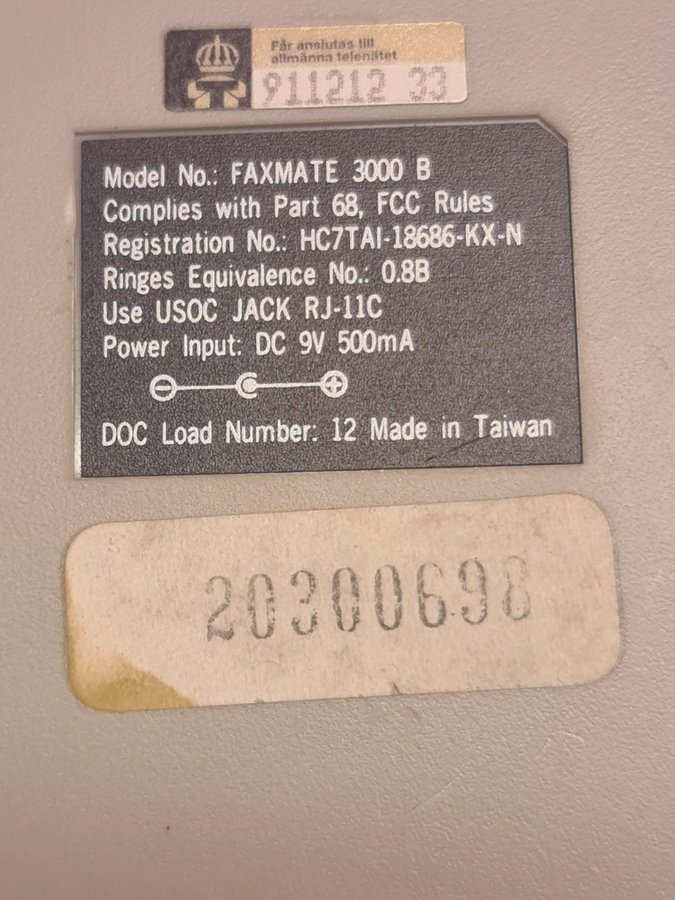 Får anslutas till
allmänna telenätet
911212 33
Model No.: FAXMATE 3000 B
Complies with Part 68, FCC Rules
Registration No.: HC7TAI-18686-KX-N
Ringes Equivalence No.: 0.8B
Use USOC JACK RJ-11C
Power Input: DC 9V 500mA
DOC Load Number: 12 Made in Taiwan
20300698